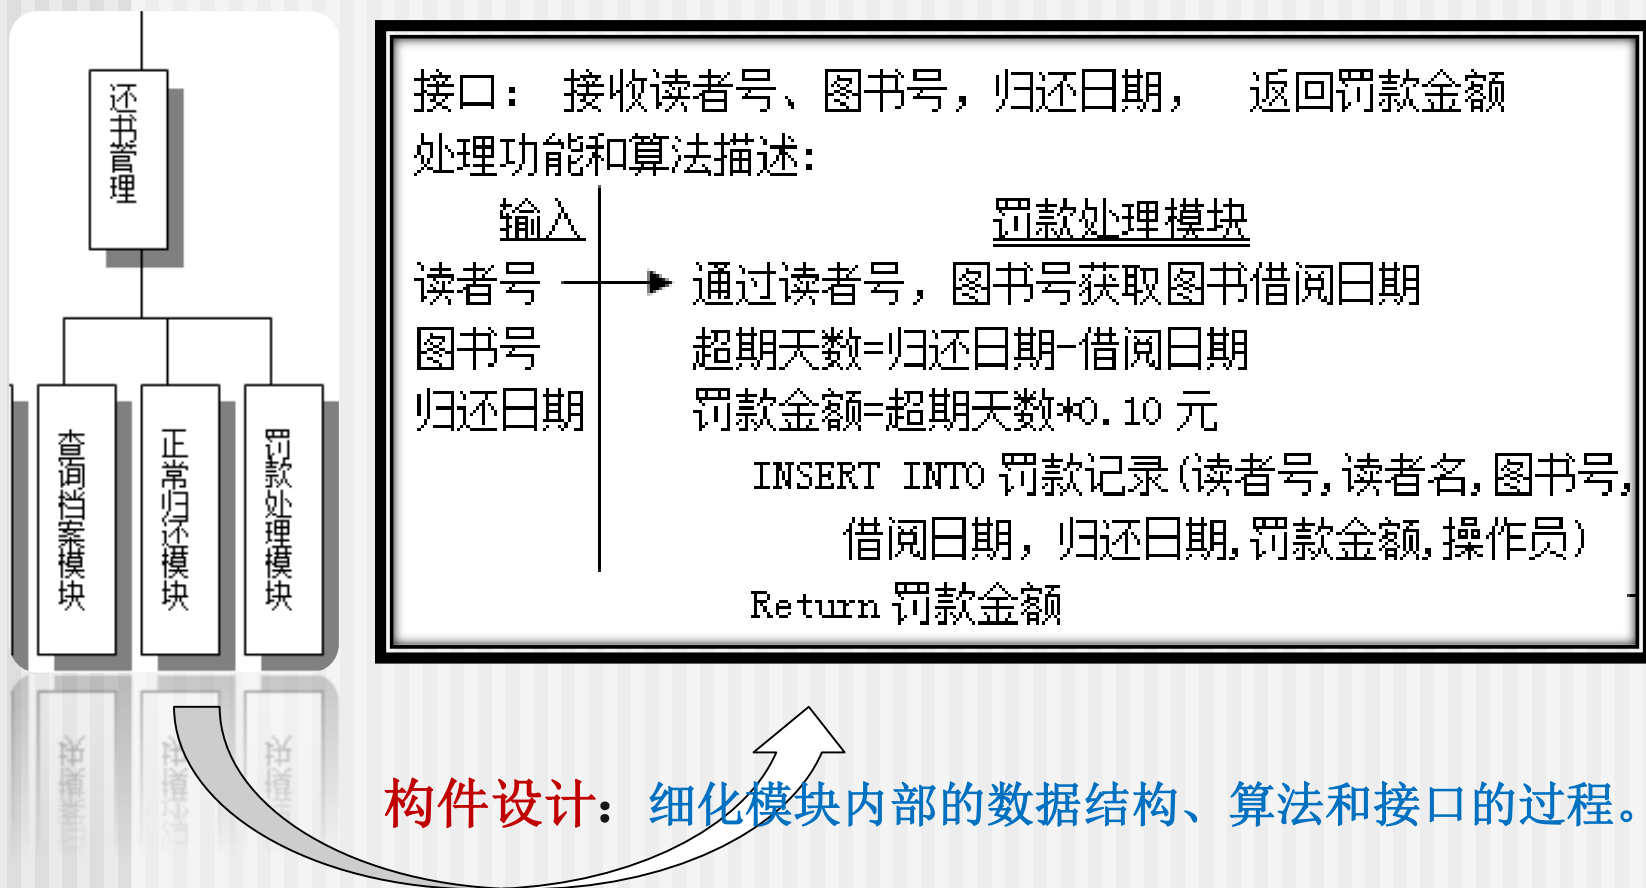 还书管理
查询档案模块
正常归还模块
罚款处理模块
接口： 接收读者号、图书号，归还日期， 返回罚款金额
处理功能和算法描述：
输入 罚款处理模块
读者号 通过读者号，图书号获取图书借阅日期
图书号 超期天数=归还日期-借阅日期
归还日期 罚款金额=超期天数*0.10 元
INSERT INTO 罚款记录(读者号,读者名,图书号,
借阅日期，归还日期,罚款金额,操作员)
Return 罚款金额
构件设计：细化模块内部的数据结构、算法和接口的过程。